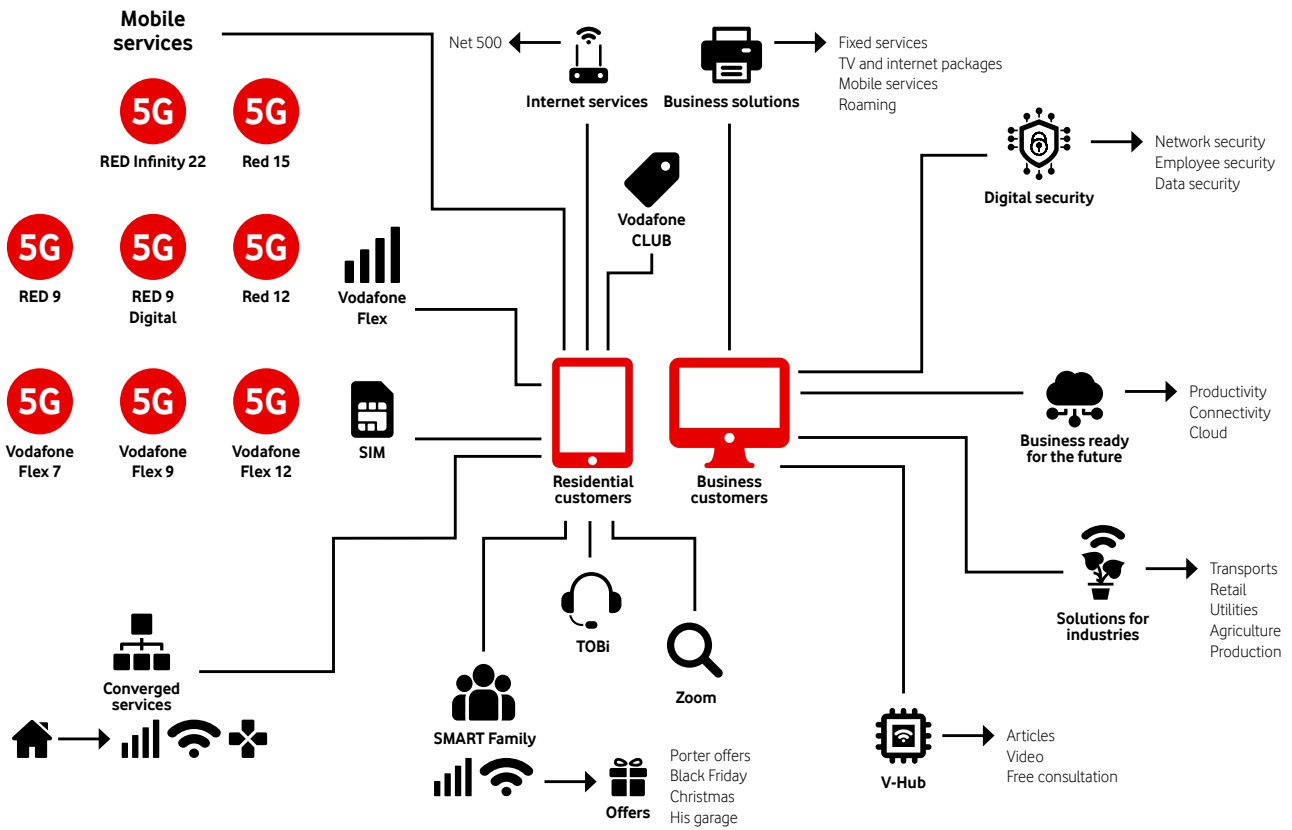 Mobile
services
5G
RED Infinity 22
5G
Red 15
5G
RED 9
5G
RED 9
Digital
5G
Red 12
Vodafone
Flex
5G
Vodafone
Flex 7
5G
Vodafone
Flex 9
5G
Vodafone
Flex 12
SIM
Net 500
Internet services
Business solutions
Fixed services
TV and internet packages
Mobile services
Roaming
Vodafone
CLUB
Digital security
Network security
Employee security
Data security
Residential
customers
Business
customers
Business ready
for the future
Productivity
Connectivity
Cloud
Solutions for
industries
Transports
Retail
Utilities
Agriculture
Production
Converged
services
SMART Family
TOBi
Zoom
Offers
Porter offers
Black Friday
Christmas
His garage
V-Hub
Articles
Video
Free consultation